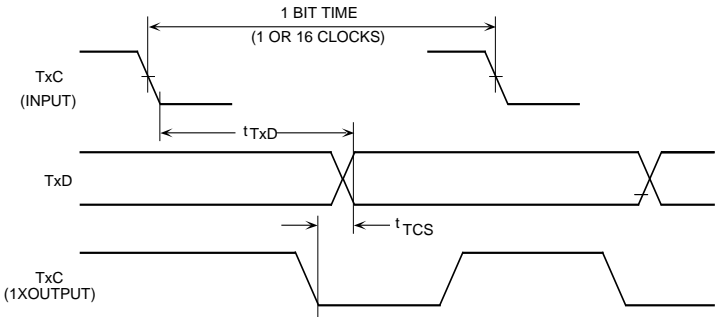 1 BIT TIME
(1 OR 16 CLOCKS)
TxC
(INPUT)
tTxD
TxD
tTCS
TxC
(1XOUTPUT)